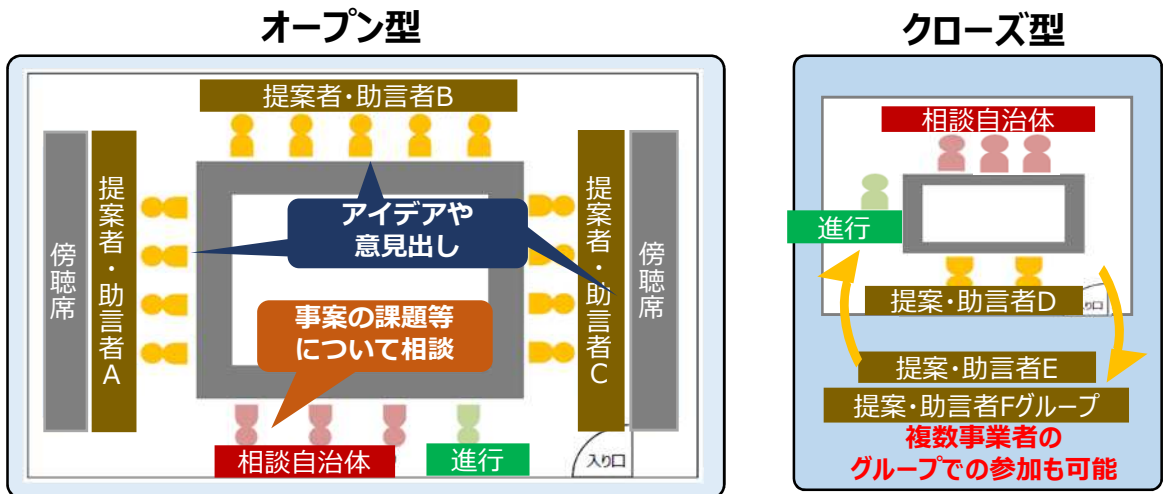 オープン型
提案者・助言者B
傍聴席
提案者・助言者A
アイデアや
意見出し
事案の課題等
について相談
提案者・助言者C
傍聴席
相談自治体
進行
入り口
クローズ型
相談自治体
進行
提案・助言者D
入り口
提案・助言者E
提案・助言者Fグループ
複数事業者の
グループでの参加も可能